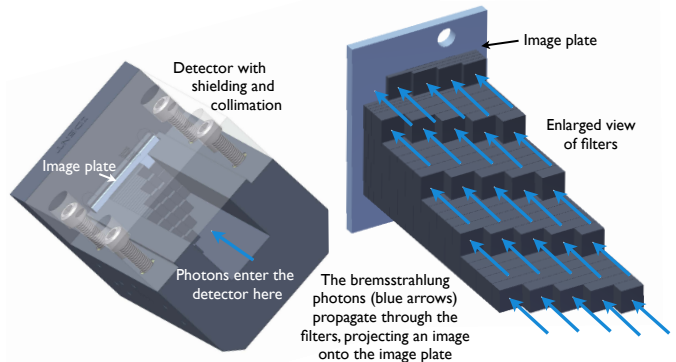 Detector with
shielding and
collimation
Image plate
Photons enter the
detector here
Image plate
Enlarged view
of filters
The bremsstrahlung
photons (blue arrows)
propagate through the
filters, projecting an image
onto the image plate